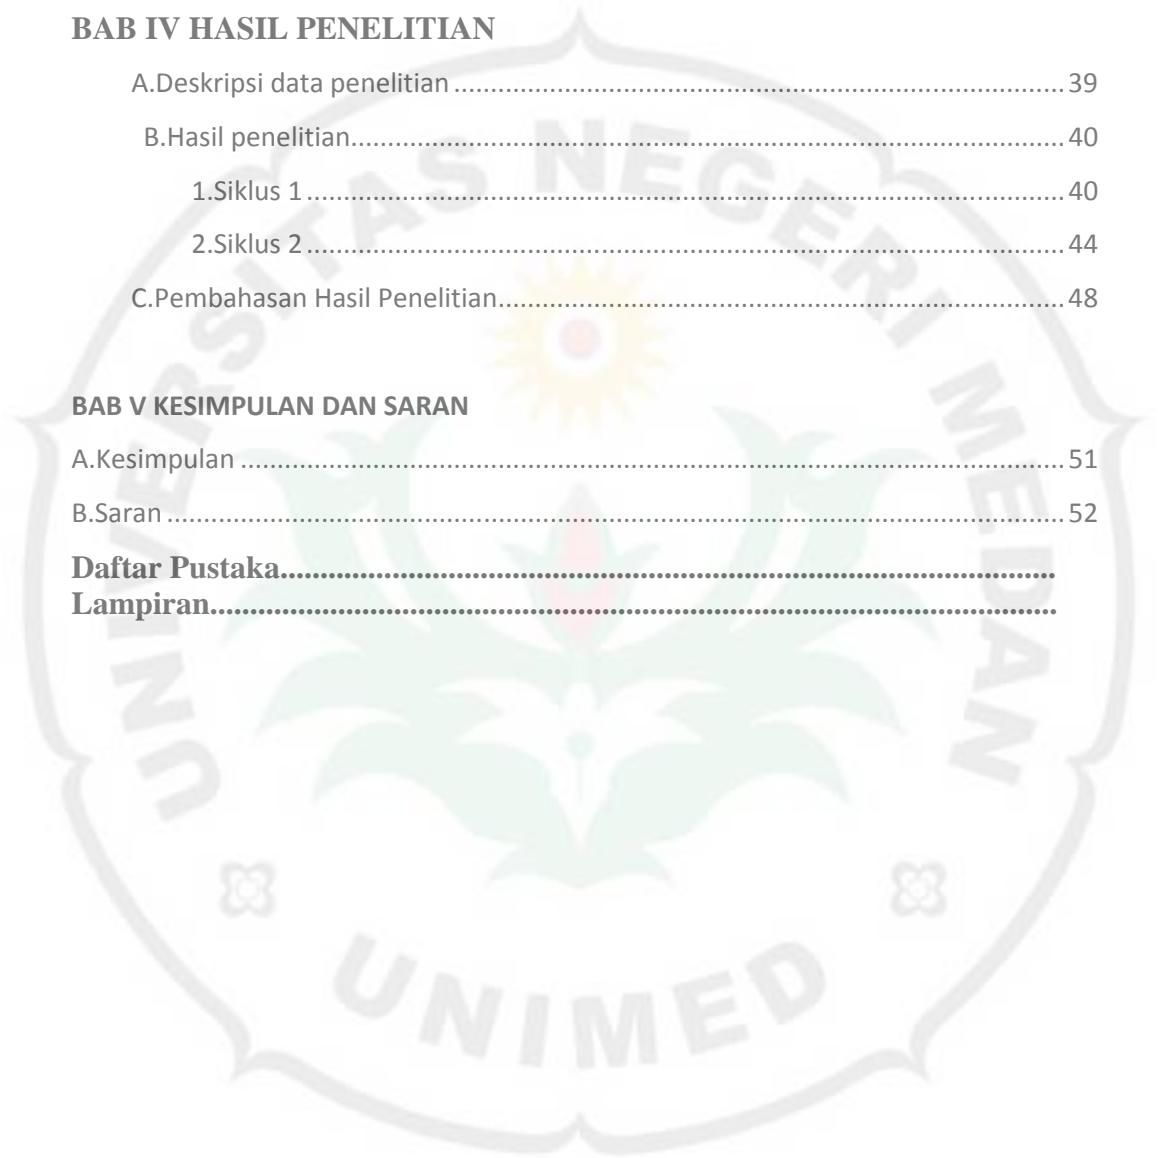 BAB IV HASIL PENELITIAN
A.Deskripsi data penelitian ........................................................................ 39
B.Hasil penelitian........................................................................ 40
1.Siklus 1 ........................................................................ 40
2.Siklus 2 ........................................................................ 44
C.Pembahasan Hasil Penelitian........................................................................ 48
BAB V KESIMPULAN DAN SARAN
A.Kesimpulan ........................................................................ 51
B.Saran ........................................................................ 52
Daftar Pustaka........................................................................
Lampiran........................................................................
UNIVERSITAS NEGERI MEDAN
UNIMED